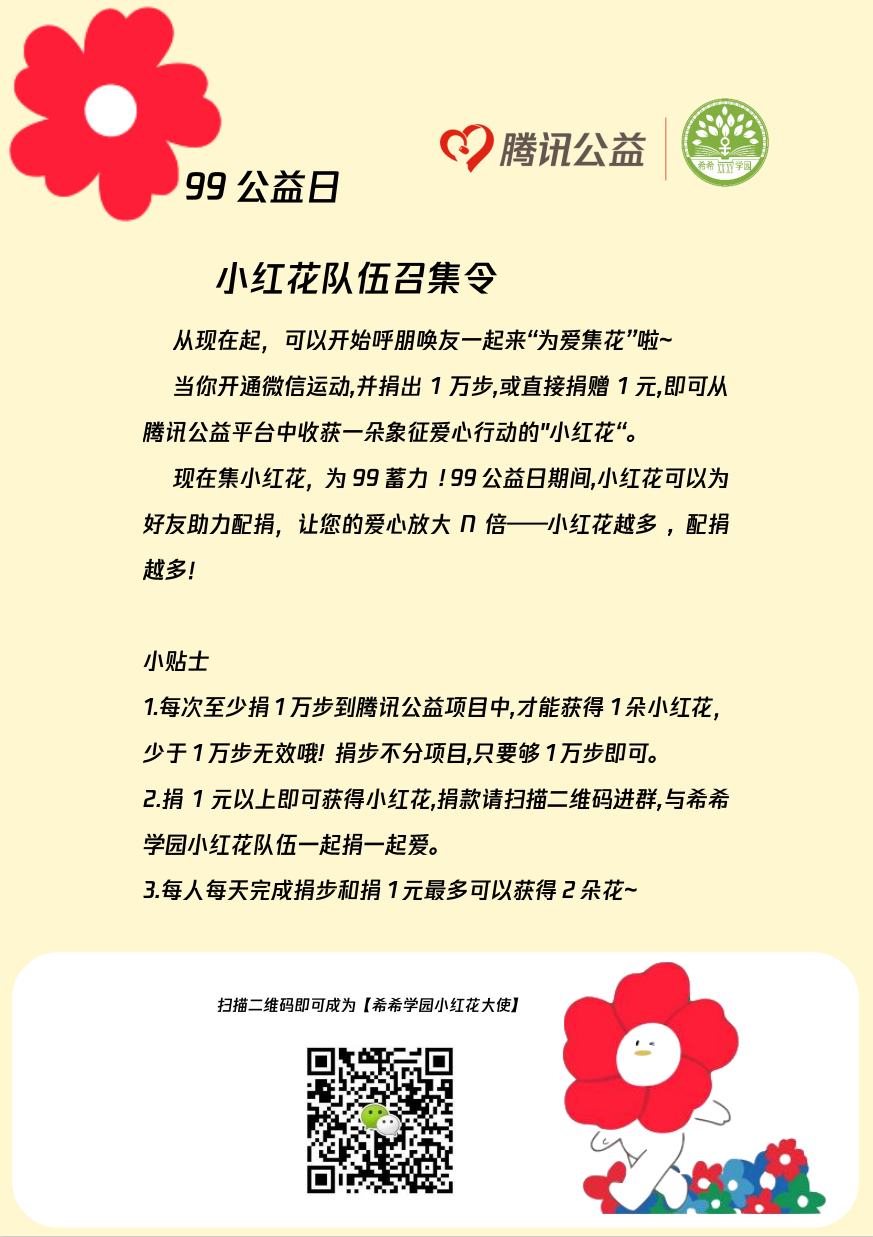 腾讯公益
希希 学园
99 公益日
小红花队伍召集令
从现在起，可以开始呼朋唤友一起来“为爱集花”啦~
当你开通微信运动,并捐出 1 万步,或直接捐赠 1 元,即可从
腾讯公益平台中收获一朵象征爱心行动的"小红花“。
现在集小红花，为 99 蓄力！99 公益日期间,小红花可以为
好友助力配捐，让您的爱心放大 n 倍——小红花越多 ，配捐
越多！
小贴士
1.每次至少捐 1 万步到腾讯公益项目中,才能获得 1 朵小红花，
少于 1 万步无效哦！捐步不分项目,只要够 1 万步即可。
2.捐 1 元以上即可获得小红花,捐款请扫描二维码进群,与希希
学园小红花队伍一起捐一起爱。
3.每人每天完成捐步和捐 1 元最多可以获得 2 朵花~
扫描二维码即可成为【希希学园小红花大使】